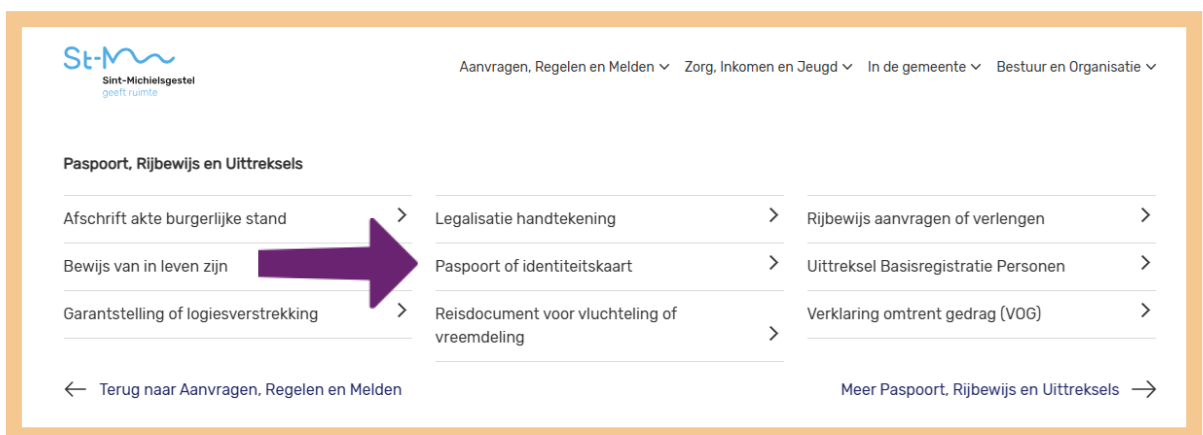 St-M
Sint-Michielsgestel
geeft ruimte
Aanvragen, Regelen en Melden Zorg, Inkomen en Jeugd In de gemeente Bestuur en Organisatie
Paspoort, Rijbewijs en Uittreksels
Afschrift akte burgerlijke stand
Bewijs van in leven zijn
Garantstelling of logiesverstrekking
Legalisatie handtekening
Paspoort of identiteitskaart
Reisdocument voor vluchteling of
vreemdeling
Rijbewijs aanvragen of verlengen
Uittreksel Basisregistratie Personen
Verklaring omtrent gedrag (VOG)
Terug naar Aanvragen, Regelen en Melden
Meer Paspoort, Rijbewijs en Uittreksels